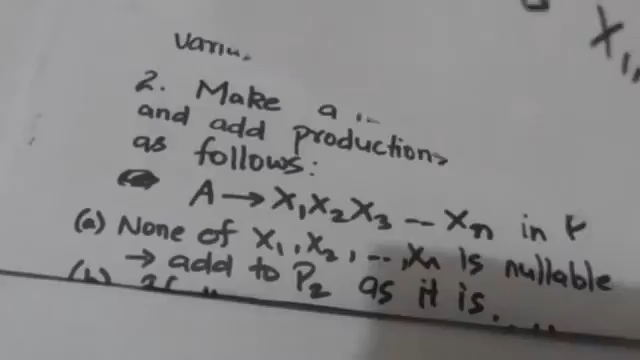 2. Make a
and add productions
as follows:
A → X₁X₂X₃ --- Xn in
(a) None of X₁, X₂, ..., Xn is nullable
→ add to P₂ as it is.
X₁,